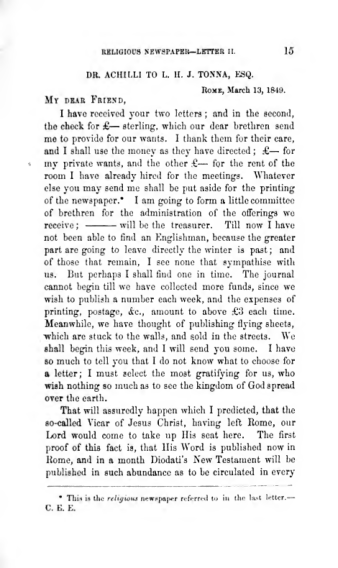 RELIGIOUS NEWSPAPER—LETTER II. 15
DR. ACHILLI TO L. H. J. TONNA, ESQ.
ROME, March 13, 1849.
MY DEAR FRIEND,
I have received your two letters; and in the second,
the check for £— sterling, which our dear brethren send
me to provide for our wants. I thank them for their care,
and I shall use the money as they have directed; £— for
my private wants, and the other £— for the rent of the
room I have already hired for the meetings. Whatever
else you may send me shall be put aside for the printing
of the newspaper.* I am going to form a little committee
of brethren for the administration of the offerings we
receive; ——— will be the treasurer. Till now I have
not been able to find an Englishman, because the greater
part are going to leave directly the winter is past; and
of those that remain, I see none that sympathise with
us. But perhaps I shall find one in time. The journal
cannot begin till we have collected more funds, since we
wish to publish a number each week, and the expenses of
printing, postage, &c., amount to above £3 each time.
Meanwhile, we have thought of publishing flying sheets,
which are stuck to the walls, and sold in the streets. We
shall begin this week, and I will send you some. I have
so much to tell you that I do not know what to choose for
a letter; I must select the most gratifying for us, who
wish nothing so much as to see the kingdom of God spread
over the earth.
That will assuredly happen which I predicted, that the
so-called Vicar of Jesus Christ, having left Rome, our
Lord would come to take up His seat here. The first
proof of this fact is, that His Word is published now in
Rome, and in a month Diodati's New Testament will be
published in such abundance as to be circulated in every
* This is the religious newspaper referred to in the last letter.—
C. E. E.